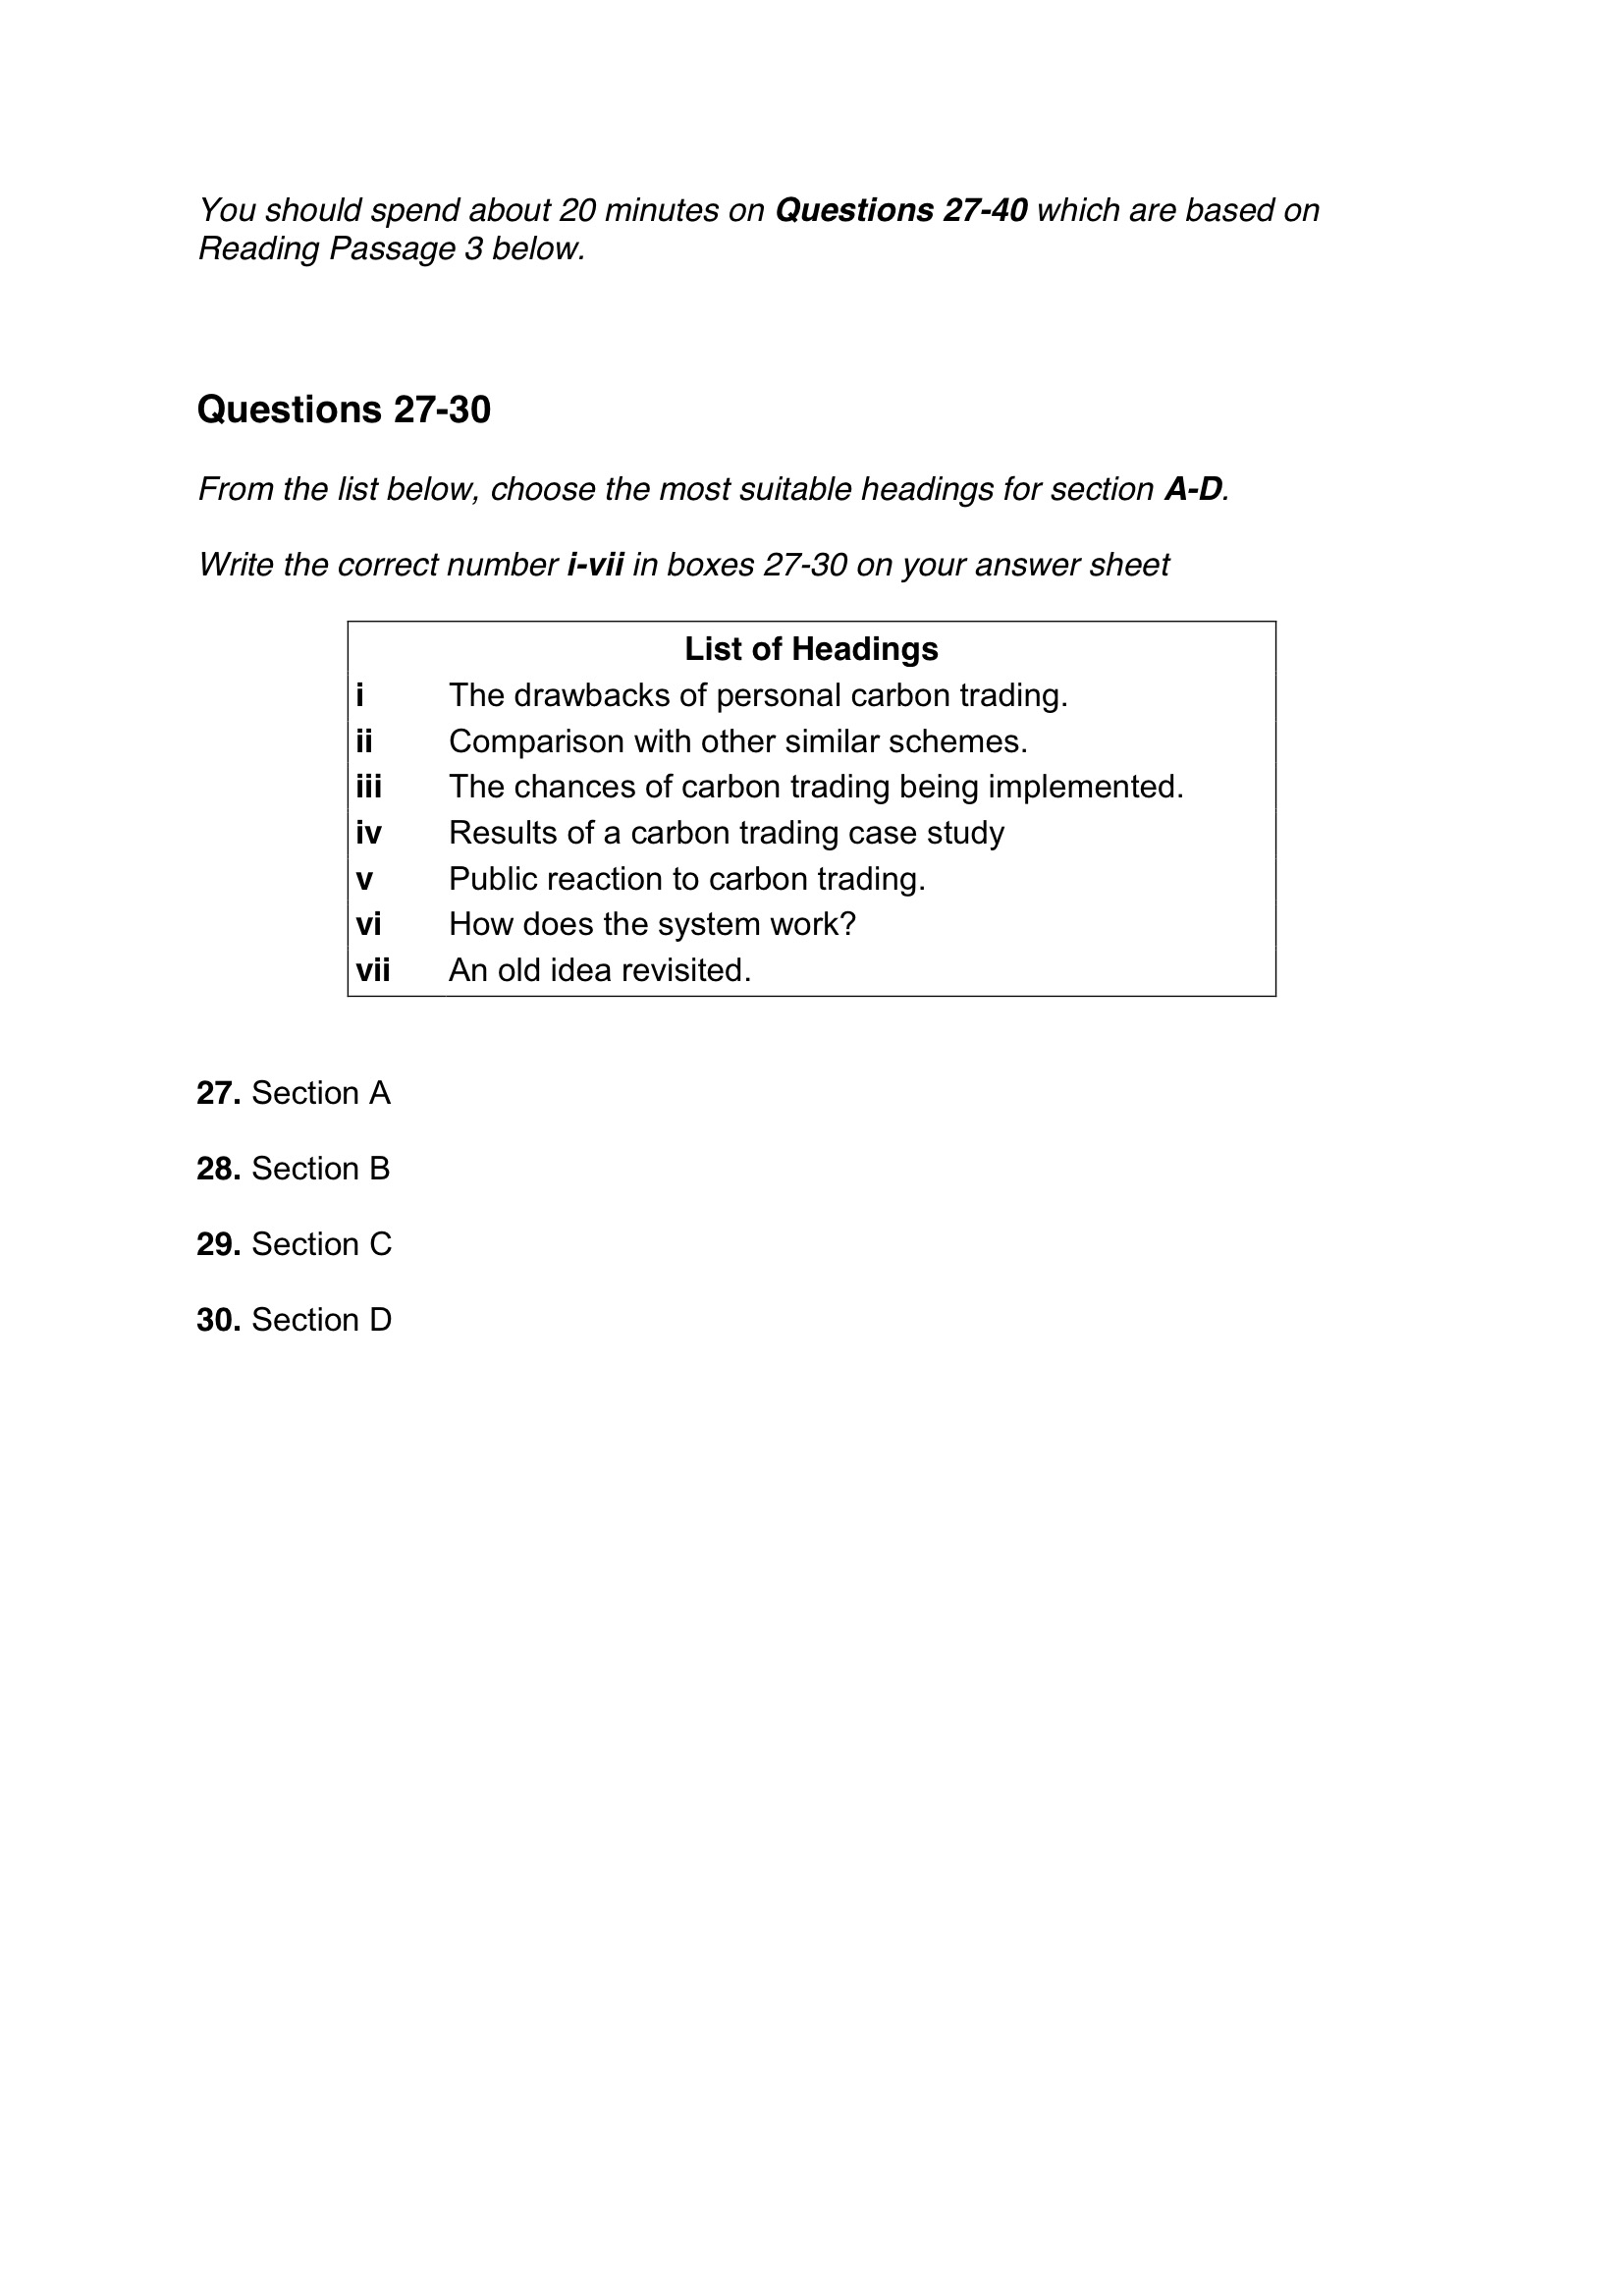 You should spend about 20 minutes on Questions 27-40 which are based on
Reading Passage 3 below.
Questions 27-30
From the list below, choose the most suitable headings for section A-D.
Write the correct number i-vii in boxes 27-30 on your answer sheet
List of Headings
i The drawbacks of personal carbon trading.
ii Comparison with other similar schemes.
iii The chances of carbon trading being implemented.
iv Results of a carbon trading case study
v Public reaction to carbon trading.
vi How does the system work?
vii An old idea revisited.
27. Section A
28. Section B
29. Section C
30. Section D